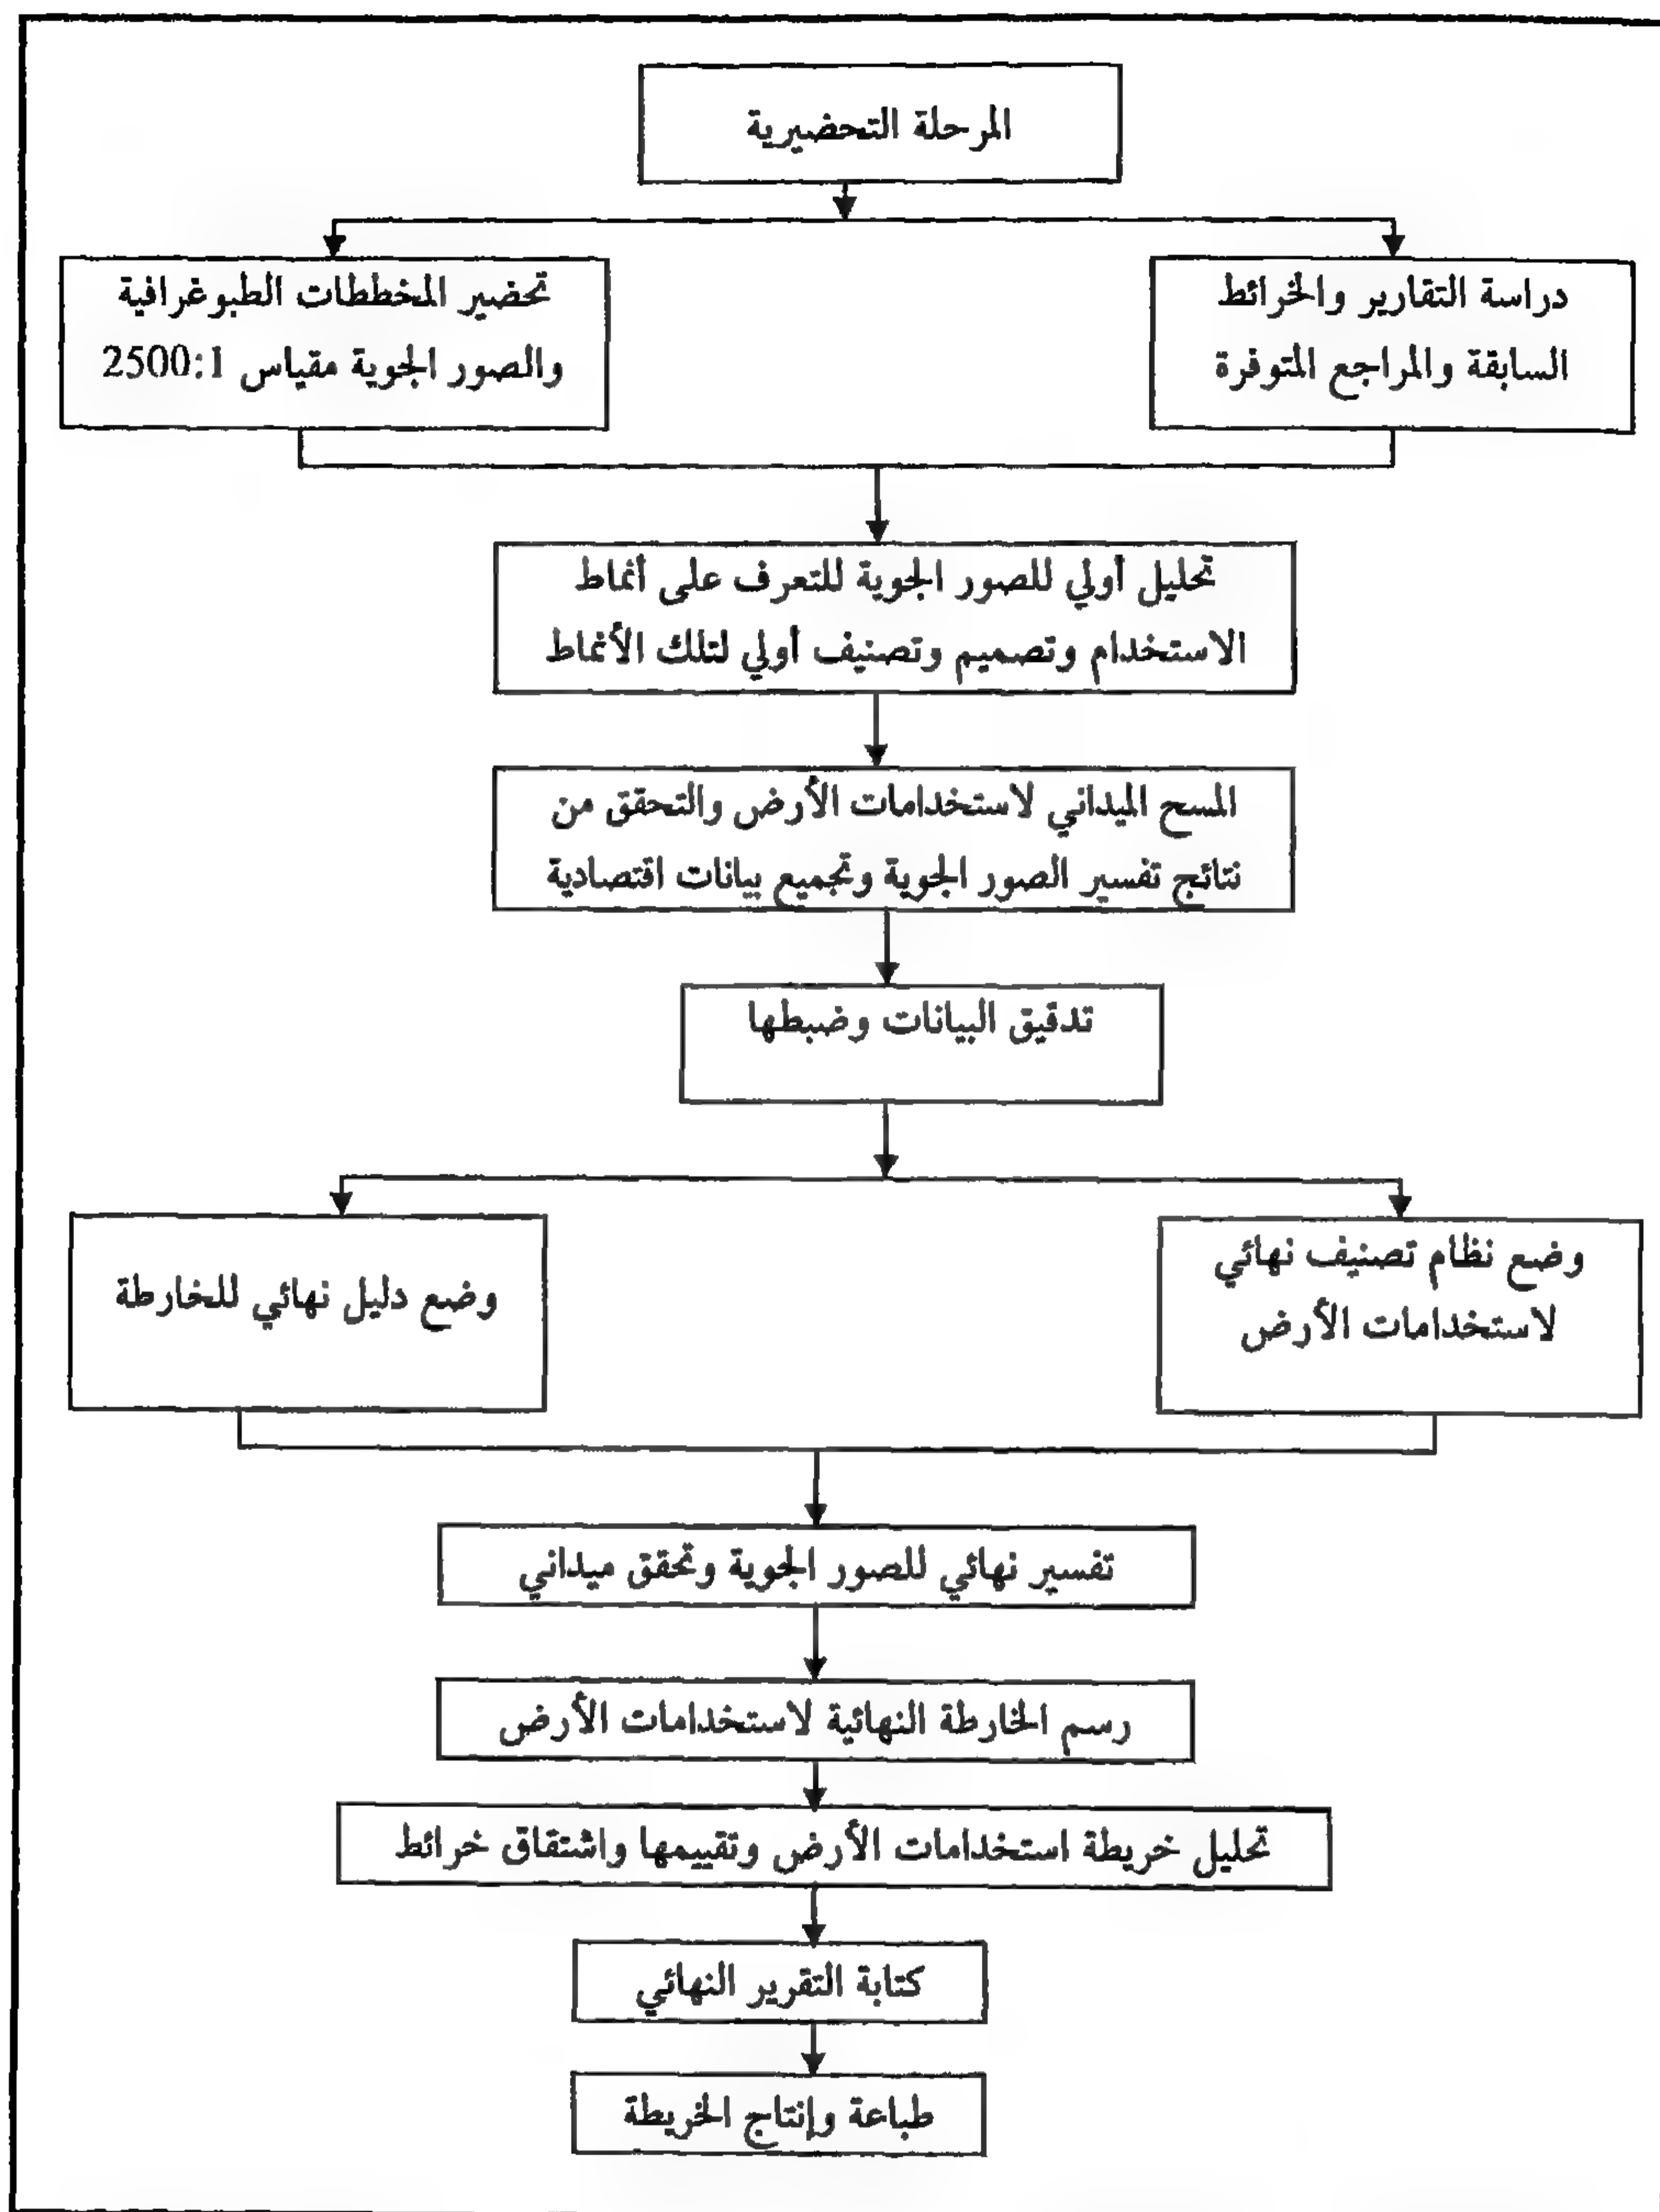 المرحلة التحضيرية
دراسة التقارير والخرائط
السابقة والمراجع المتوفرة
تحضير المخططات الطبوغرافية
والصور الجوية مقياس 2500:1
تحليل أولي للصور الجوية للتعرف على أنماط
الاستخدام وتصميم وتصنيف أولي لتلك الأنماط
المسح الميداني لاستخدامات الأرض والتحقق من
نتائج تفسير الصور الجوية وتجميع بيانات اقتصادية
تدقيق البيانات وضبطها
وضع نظام تصنيف نهائي
لاستخدامات الأرض
وضع دليل نهائي للخارطة
تفسير نهائي للصور الجوية وتحقق ميداني
رسم الخارطة النهائية لاستخدامات الأرض
تحليل خريطة استخدامات الأرض وتقييمها واشتقاق خرائط
كتابة التقرير النهائي
طباعة وإنتاج الخريطة